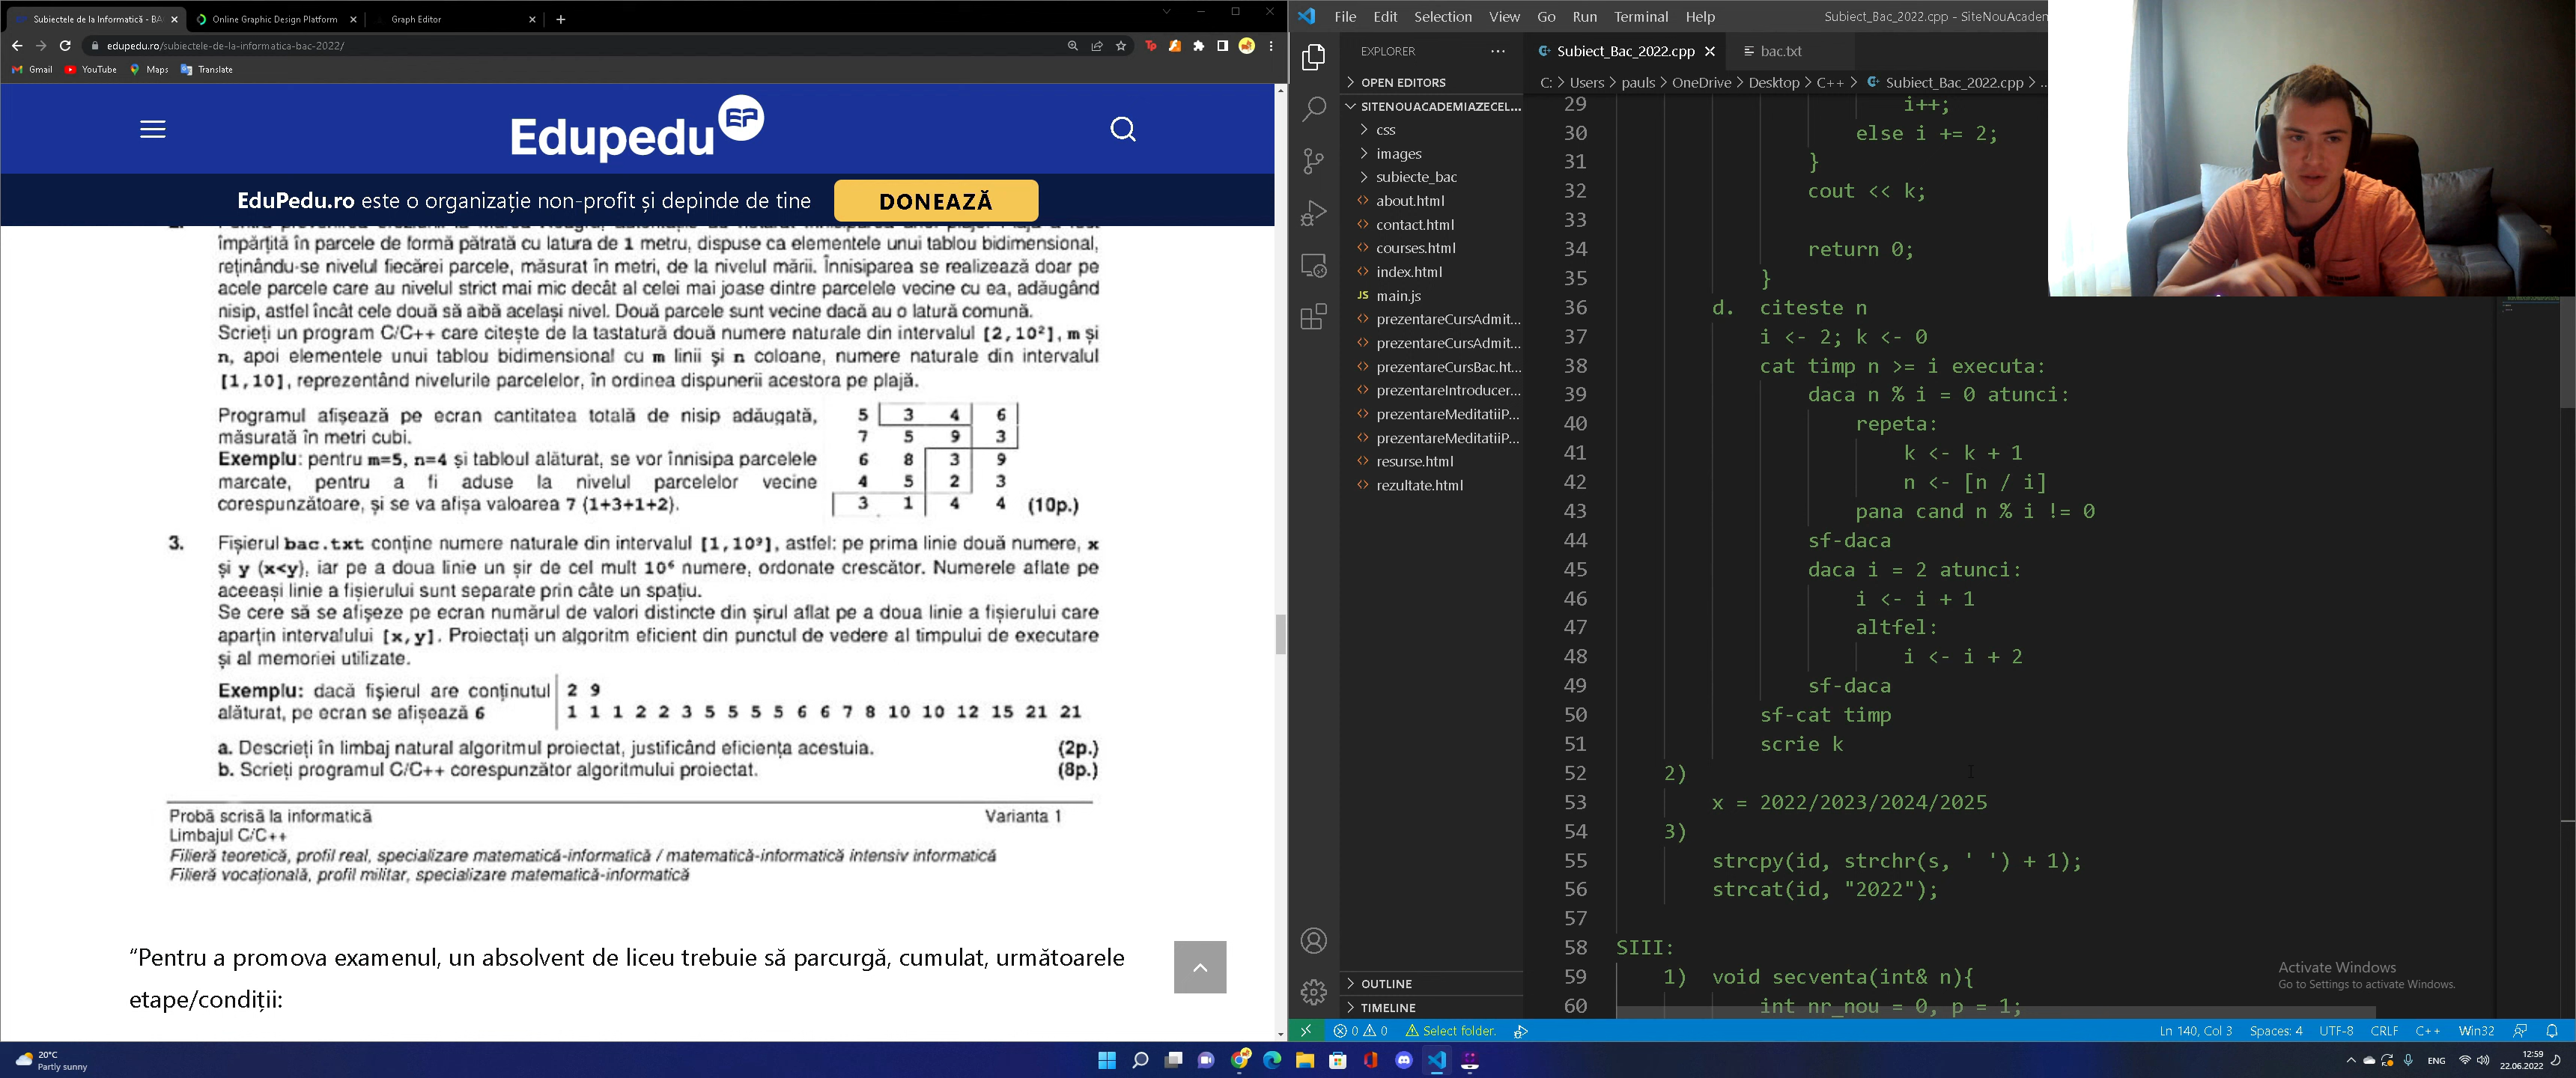 Subiectele de la Informatică - BA
Online Graphic Design Platform
Graph Editor
edupedu.ro/subiectele-de-la-informatica-bac-2022/
Gmail
YouTube
Maps
Translate
Edupedu EP
EduPedu.ro este o organizație non-profit și depinde de tine
DONEAZĂ
împărțită în parcele de formă pătrată cu latura de 1 metru, dispuse ca elementele unui tablou bidimensional,
reținându-se nivelul fiecărei parcele, măsurat în metri, de la nivelul mării. Înnisiparea se realizează doar pe
acele parcele care au nivelul strict mai mic decât al celei mai joase dintre parcelele vecine cu ea, adăugând
nisip, astfel încât cele două să aibă același nivel. Două parcele sunt vecine dacă au o latură comună.
Scrieți un program C/C++ care citește de la tastatură două numere naturale din intervalul [2,10²], m și
n, apoi elementele unui tablou bidimensional cu m linii și n coloane, numere naturale din intervalul
[1,10], reprezentând nivelurile parcelelor, în ordinea dispunerii acestora pe plajă.
Programul afișează pe ecran cantitatea totală de nisip adăugată,
măsurată în metri cubi.
Exemplu: pentru m=5, n=4 și tabloul alăturat, se vor înnisipa parcelele
marcate, pentru a fi aduse la nivelul parcelelor vecine
corespunzătoare, și se va afișa valoarea 7 (1+3+1+2).
5 3 4 6
7 5 9 3
6 8 3 9
4 5 2 3
3 1 4 4 (10p.)
3. Fișierul bac.txt conține numere naturale din intervalul [1,10⁹], astfel: pe prima linie două numere, x
și y (x<y), iar pe a doua linie un șir de cel mult 10⁶ numere, ordonate crescător. Numerele aflate pe
aceeași linie a fișierului sunt separate prin câte un spațiu.
Se cere să se afișeze pe ecran numărul de valori distincte din șirul aflat pe a doua linie a fișierului care
aparțin intervalului [x,y]. Proiectați un algoritm eficient din punctul de vedere al timpului de executare
și al memoriei utilizate.
Exemplu: dacă fișierul are conținutul
alăturat, pe ecran se afișează 6
2 9
1 1 1 2 2 3 5 5 5 5 6 6 7 8 10 10 12 15 21 21
a. Descrieți în limbaj natural algoritmul proiectat, justificând eficiența acestuia. (2p.)
b. Scrieți programul C/C++ corespunzător algoritmului proiectat. (8p.)
Probă scrisă la informatică Varianta 1
Limbajul C/C++
Filieră teoretică, profil real, specializare matematică-informatică / matematică-informatică intensiv informatică
Filieră vocațională, profil militar, specializare matematică-informatică
“Pentru a promova examenul, un absolvent de liceu trebuie să parcurgă, cumulat, următoarele
etape/condiții:
20°C
Partly sunny
File Edit Selection View Go Run Terminal Help
Subiect_Bac_2022.cpp - SiteNouAcaden
EXPLORER
OPEN EDITORS
SITENOUACADEMIAZECEL...
css
images
subiecte_bac
about.html
contact.html
courses.html
index.html
JS main.js
prezentareCursAdmit...
prezentareCursAdmit...
prezentareCursBac.ht...
prezentareIntroducer...
prezentareMeditatiiP...
prezentareMeditatiiP...
resurse.html
rezultate.html
OUTLINE
TIMELINE
Subiect_Bac_2022.cpp
bac.txt
C: > Users > pauls > OneDrive > Desktop > C++ > Subiect_Bac_2022.cpp > ..
29 i++;
30 else i += 2;
31 }
32 cout << k;
33
34 return 0;
35 }
36 d. citeste n
37 i <- 2; k <- 0
38 cat timp n >= i executa:
39 daca n % i = 0 atunci:
40 repeta:
41 k <- k + 1
42 n <- [n / i]
43 pana cand n % i != 0
44 sf-daca
45 daca i = 2 atunci:
46 i <- i + 1
47 altfel:
48 i <- i + 2
49 sf-daca
50 sf-cat timp
51 scrie k
52 2)
53 x = 2022/2023/2024/2025
54 3)
55 strcpy(id, strchr(s, ' ') + 1);
56 strcat(id, "2022");
57
58 SIII:
59 1) void secventa(int& n){
60 int nr_nou = 0, p = 1;
Activate Windows
Go to Settings to activate Windows.
0 0 Select folder.
Ln 140, Col 3 Spaces: 4 UTF-8 CRLF C++ Win32
ENG
12:59
22.06.2022